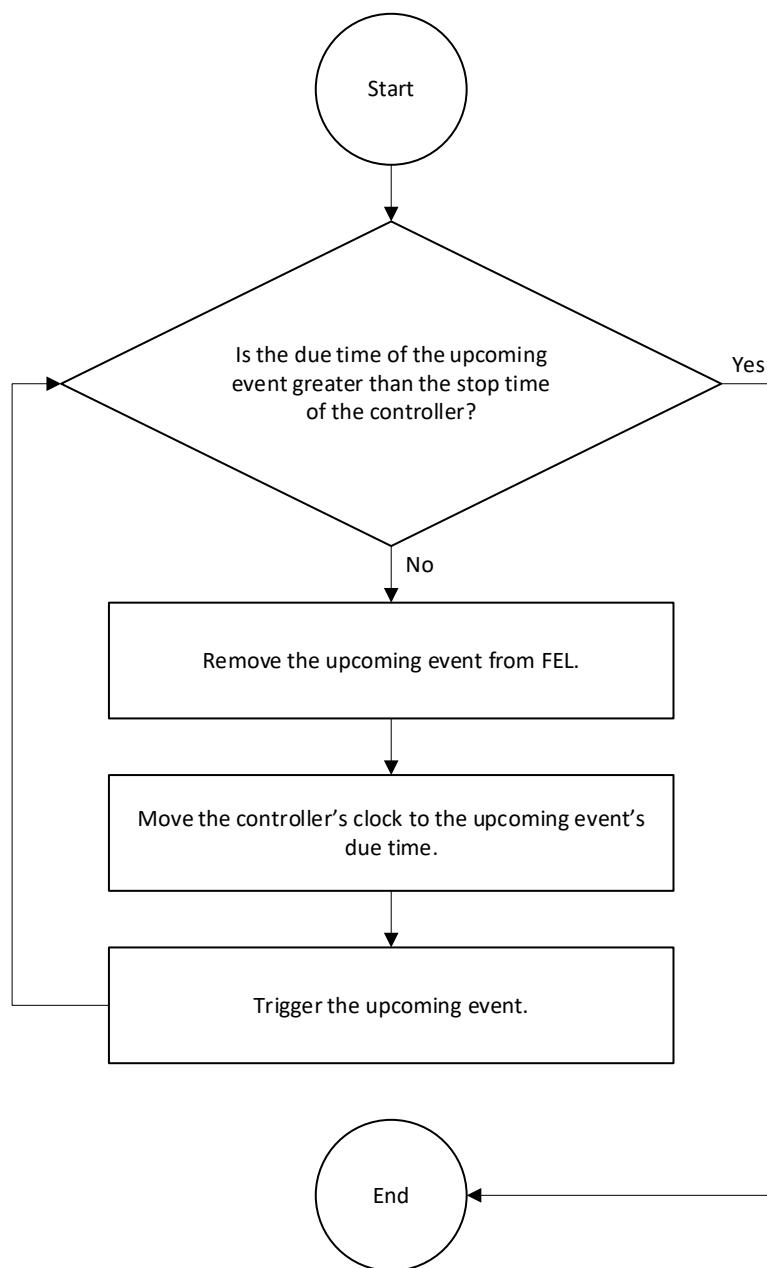 Start
Is the due time of the upcoming
event greater than the stop time
of the controller?
Yes
No
Remove the upcoming event from FEL.
Move the controller’s clock to the upcoming event’s
due time.
Trigger the upcoming event.
End